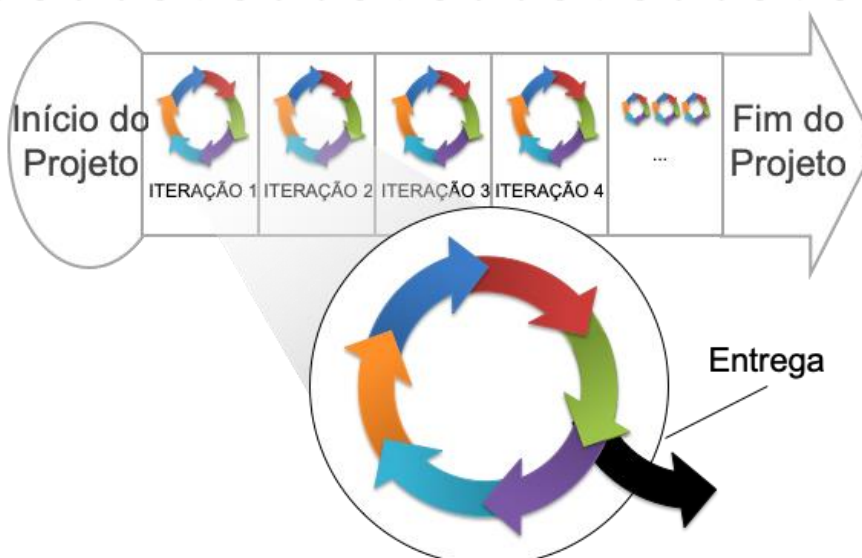 Início do
Projeto
ITERAÇÃO 1
ITERAÇÃO 2
ITERAÇÃO 3
ITERAÇÃO 4
...
Fim do
Projeto
Entrega